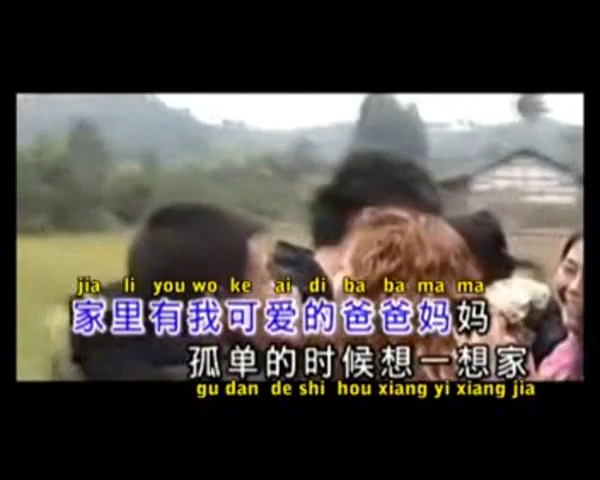 jia li you wo ke ai di ba ba ma ma
家里有我可爱的爸爸妈妈
孤单的时候想一想家
gu dan de shi hou xiang yi xiang jia